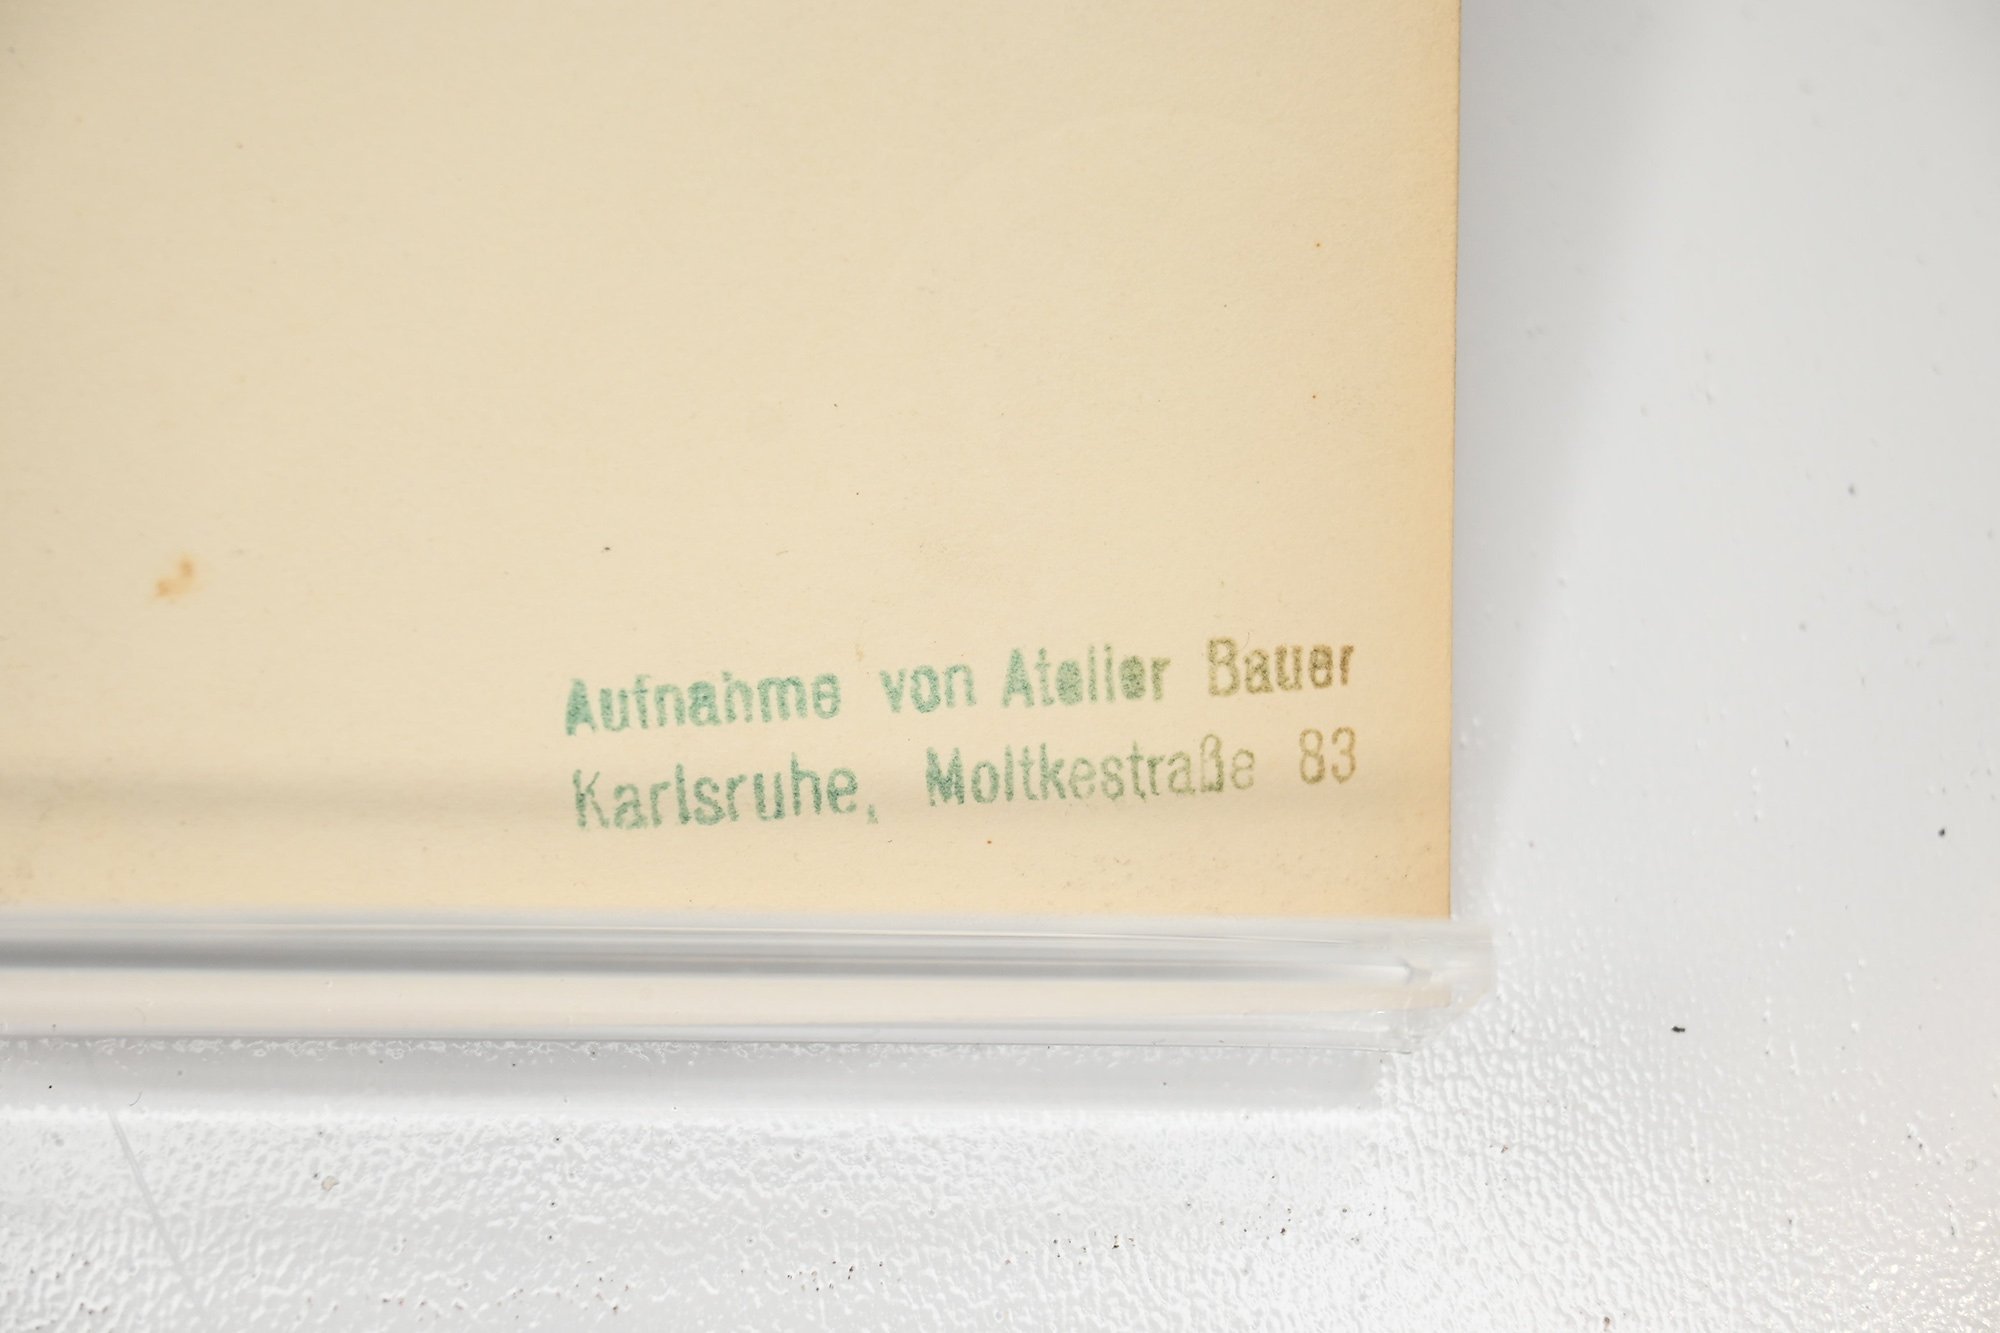 Aufnahme von Atelier Bauer
Karlsruhe, Moltkestraße 83